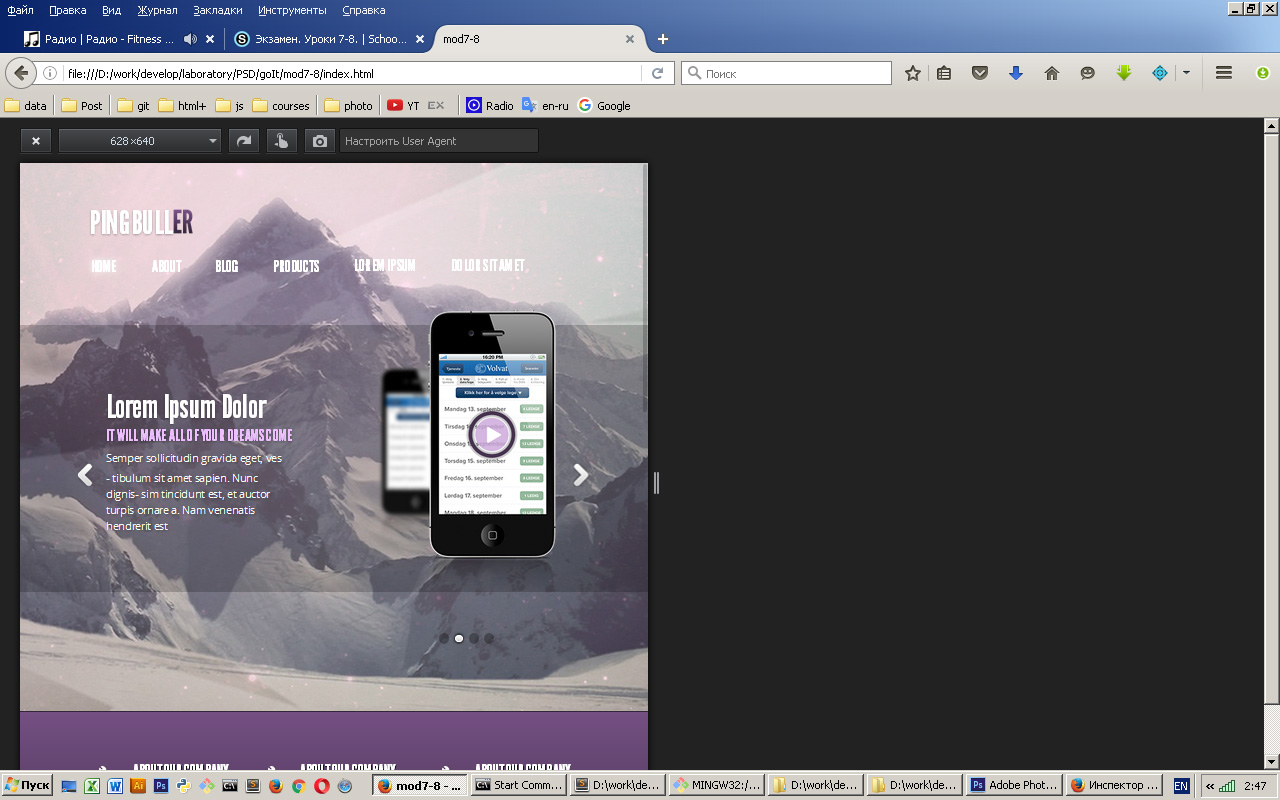 Файл Правка Вид Журнал Закладки Инструменты Справка
Радио | Радио - Fitness ... Экзамен. Уроки 7-8. | Schoo... mod7-8
file:///D:/work/develop/laboratory/PSD/goIt/mod7-8/index.html Поиск
data Post git html+ js courses photo YT EX Radio en-ru Google
628×640 Настроить User Agent
PINGBULLER
HOME ABOUT BLOG PRODUCTS LOREM IPSUM DOLOR SIT AMET
16:20 PM
Volvat
Klikk her for å velge lege
Mandag 13. september
Tirsdag 14. september
Onsdag 15. september
Torsdag 15. september
Fredag 16. september
Lørdag 17. september
Mandag 18. september
Lorem Ipsum Dolor
IT WILL MAKE ALL OF YOUR DREAMS COME
Semper sollicitudin gravida eget, ves
- tibulum sit amet sapien. Nunc
dignis- sim tincidunt est, et auctor
turpis ornare a. Nam venenatis
hendrerit est
ABOUT OUR COMPANY ABOUT OUR COMPANY ABOUT OUR COMPANY
Пуск mod7-8 - ... Start Comm... D:\work\de... MINGW32:/... D:\work\de... D:\work\de... Adobe Phot... Инспектор ... EN 2:47